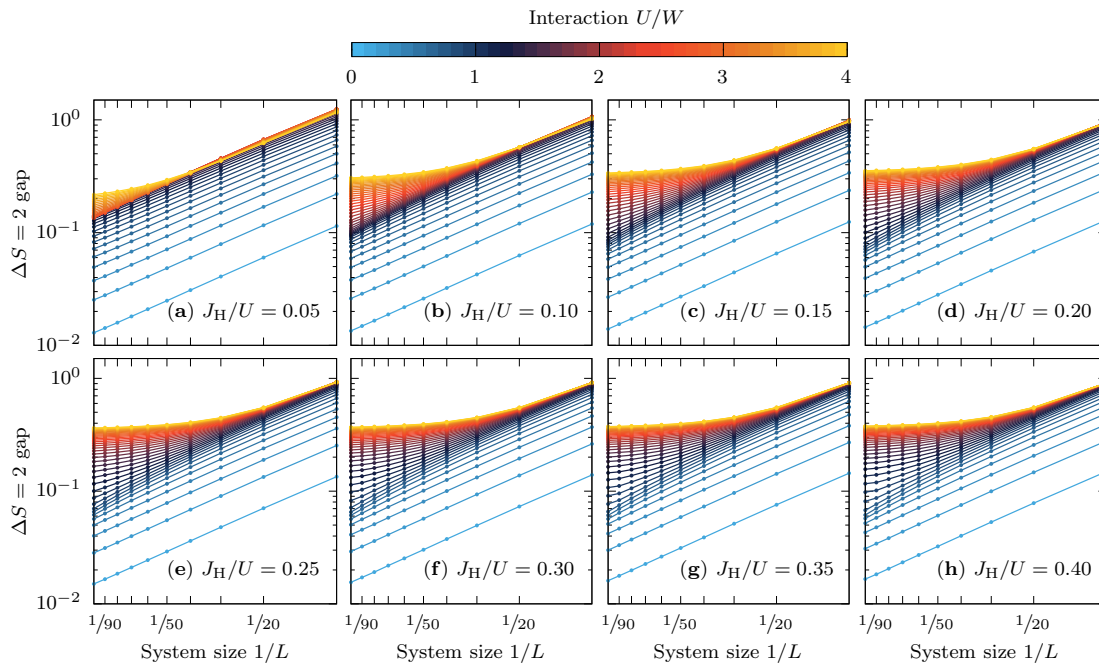 Interaction U/W
0 1 2 3 4
10⁰
10⁻¹
10⁻²
ΔS = 2 gap
(a) J_H/U = 0.05
(b) J_H/U = 0.10
(c) J_H/U = 0.15
(d) J_H/U = 0.20
10⁰
10⁻¹
10⁻²
ΔS = 2 gap
(e) J_H/U = 0.25
(f) J_H/U = 0.30
(g) J_H/U = 0.35
(h) J_H/U = 0.40
1/90 1/50 1/20 1/90 1/50 1/20 1/90 1/50 1/20 1/90 1/50 1/20
System size 1/L System size 1/L System size 1/L System size 1/L